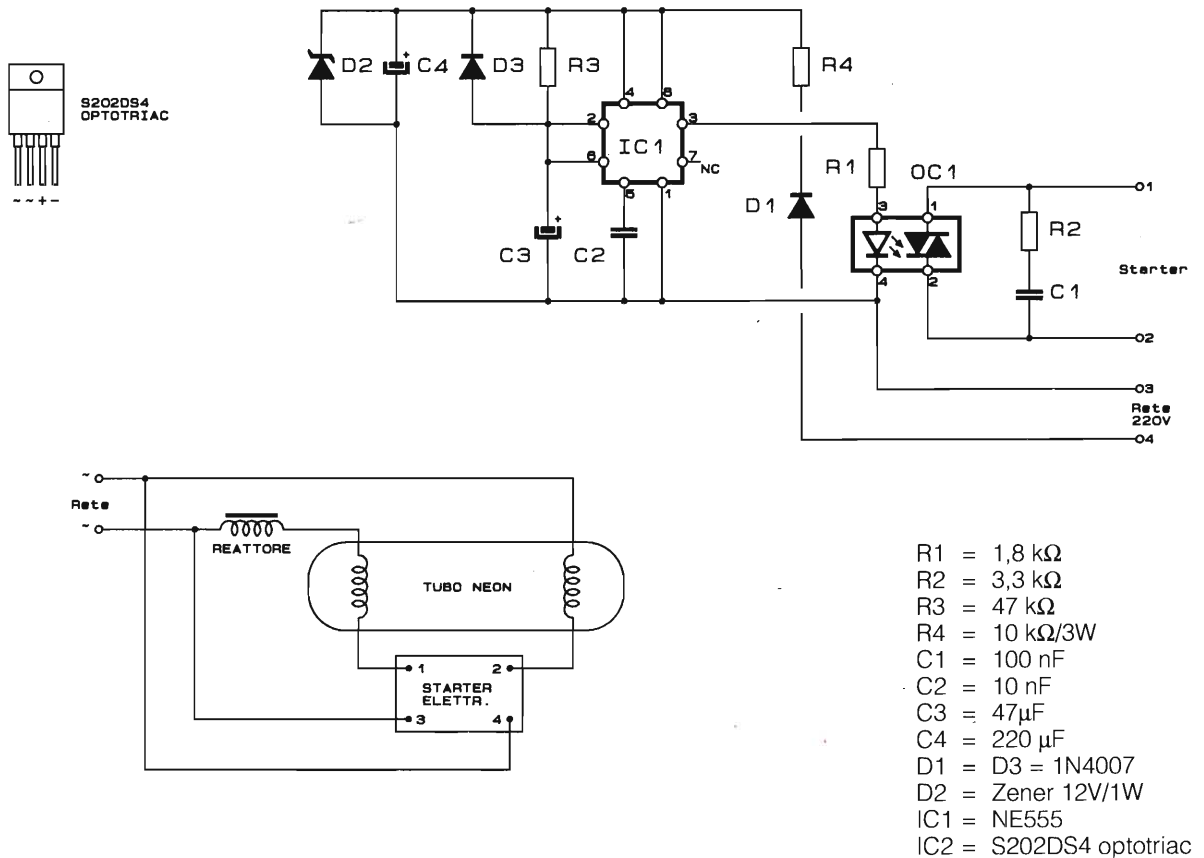 D2
C4
+
D3
R3
R4
4
8
2
3
IC1
6
7
NC
5
1
S202DS4
OPTOTRIAC
~~+-
R1
OC1
D1
3
1
R2
1
C3
+
C2
4
2
C1
Starter
2
3
Rete
220V
4
~
Rete
~
REATTORE
TUBO NEON
1
2
STARTER
ELETTR.
3
4
R1 = 1,8 kΩ
R2 = 3,3 kΩ
R3 = 47 kΩ
R4 = 10 kΩ/3W
C1 = 100 nF
C2 = 10 nF
C3 = 47µF
C4 = 220 µF
D1 = D3 = 1N4007
D2 = Zener 12V/1W
IC1 = NE555
IC2 = S202DS4 optotriac